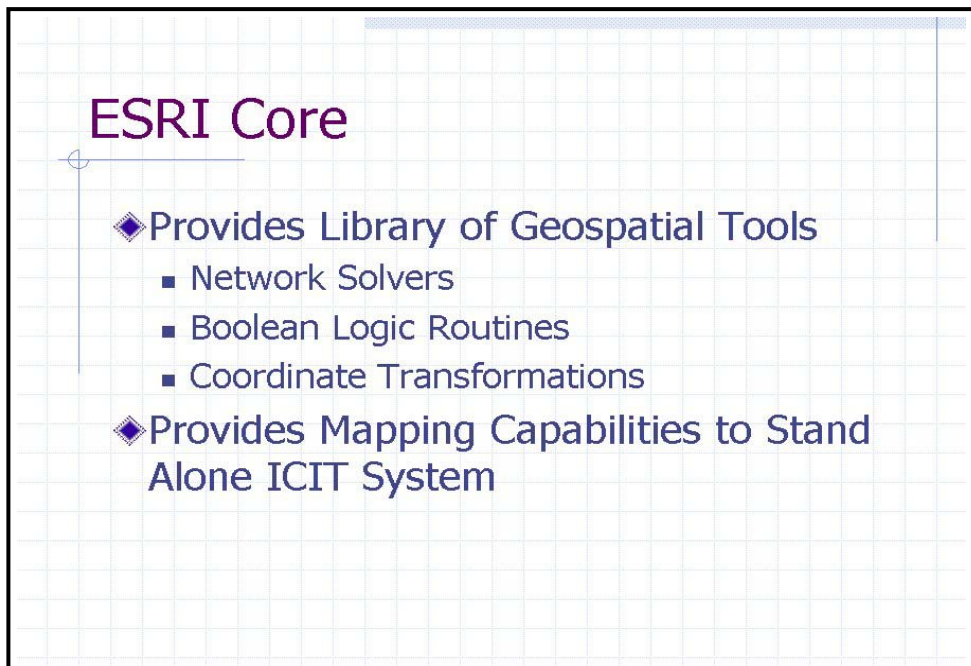 ESRI Core
Provides Library of Geospatial Tools
Network Solvers
Boolean Logic Routines
Coordinate Transformations
Provides Mapping Capabilities to Stand
Alone ICIT System